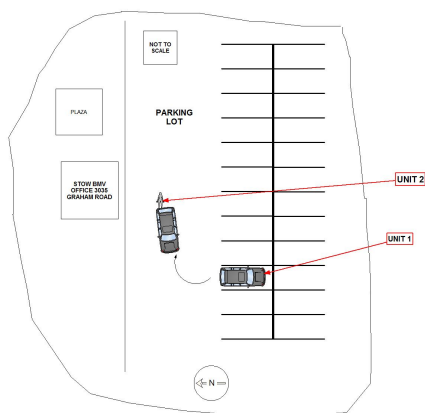 NOT TO
SCALE
PLAZA
PARKING
LOT
STOW BMV
OFFICE 3035
GRAHAM ROAD
UNIT 2
UNIT 1
N